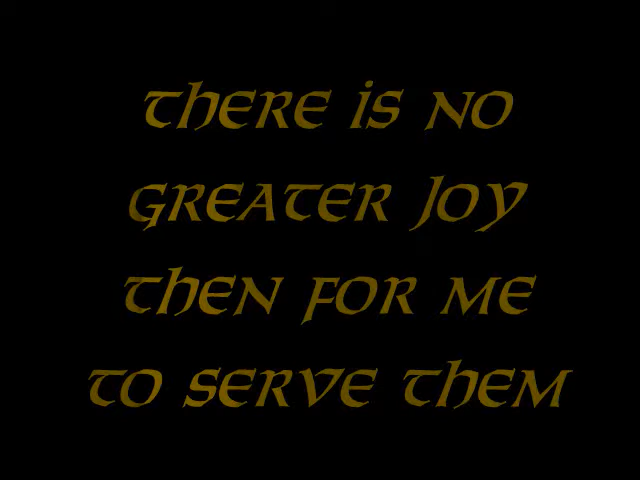 THERE IS NO
GREATER JOY
THEN FOR ME
TO SERVE THEM